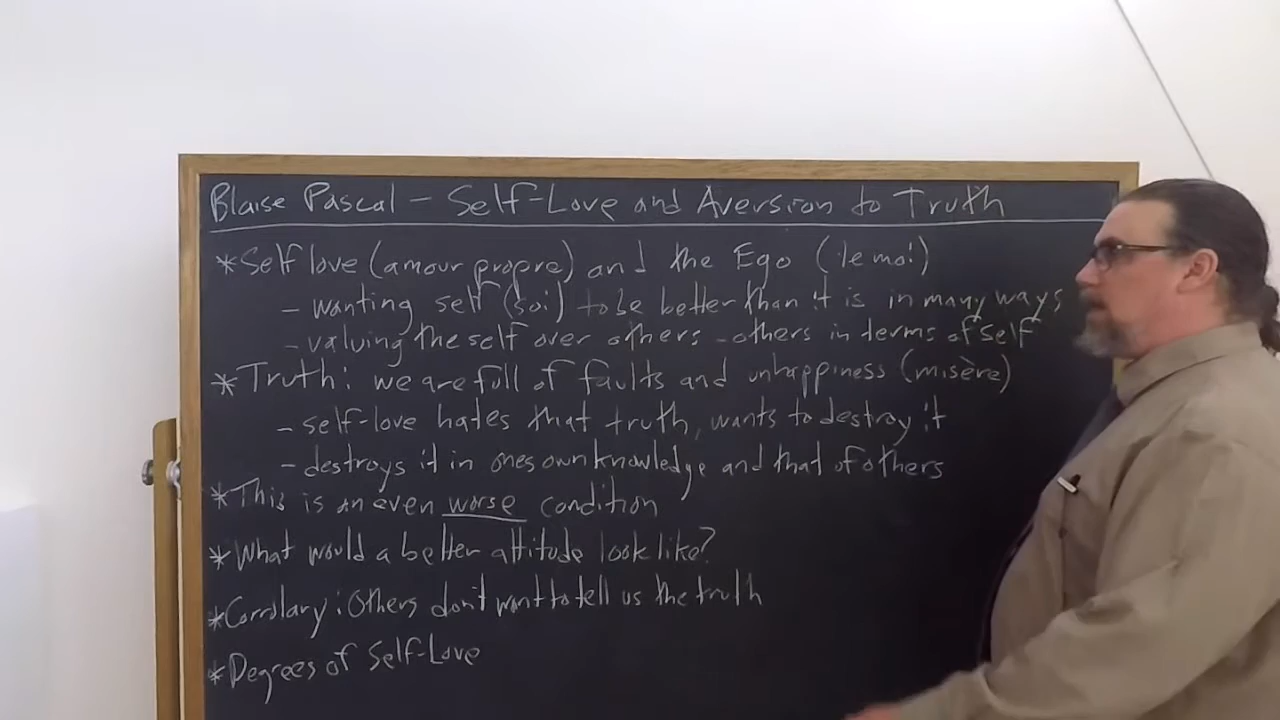 Blaise Pascal — Self-Love and Aversion to Truth
* Self love (amour propre) and the Ego (le moi)
- wanting self (soi) to be better than it is in many ways
- valuing the self over others - others in terms of self
* Truth: we are full of faults and unhappiness (misère)
- self-love hates that truth, wants to destroy it
- destroys it in ones own knowledge and that of others
* This is an even worse condition
* What would a better attitude look like?
* Corrolary: Others don't want to tell us the truth
* Degrees of Self-Love